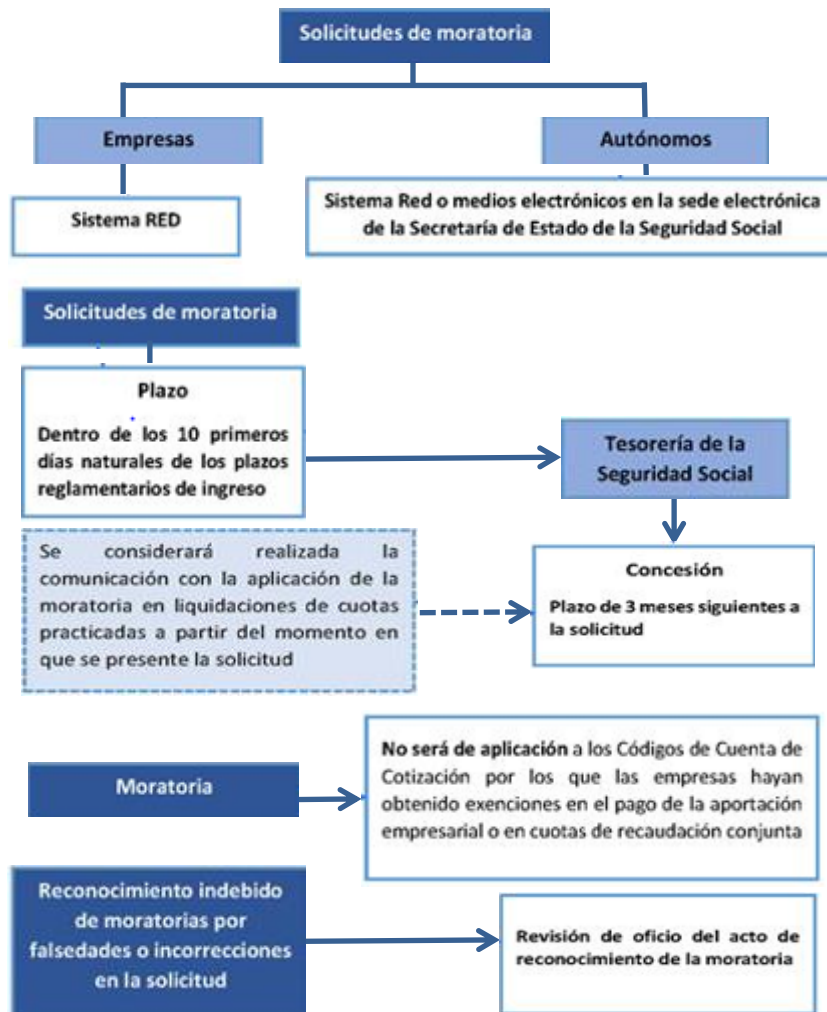 Solicitudes de moratoria
Empresas
Autónomos
Sistema RED
Sistema Red o medios electrónicos en la sede electrónica
de la Secretaría de Estado de la Seguridad Social
Solicitudes de moratoria
Plazo
Dentro de los 10 primeros
días naturales de los plazos
reglamentarios de ingreso
Tesorería de la
Seguridad Social
Se considerará realizada la
comunicación con la aplicación de la
moratoria en liquidaciones de cuotas
practicadas a partir del momento en
que se presente la solicitud
Concesión
Plazo de 3 meses siguientes a
la solicitud
Moratoria
No será de aplicación a los Códigos de Cuenta de
Cotización por los que las empresas hayan
obtenido exenciones en el pago de la aportación
empresarial o en cuotas de recaudación conjunta
Reconocimiento indebido
de moratorias por
falsedades o incorrecciones
en la solicitud
Revisión de oficio del acto de
reconocimiento de la moratoria